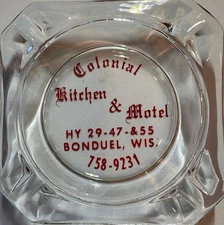 Colonial
Kitchen & Motel
HY 29-47-&55
BONDUEL, WIS.
758-9231